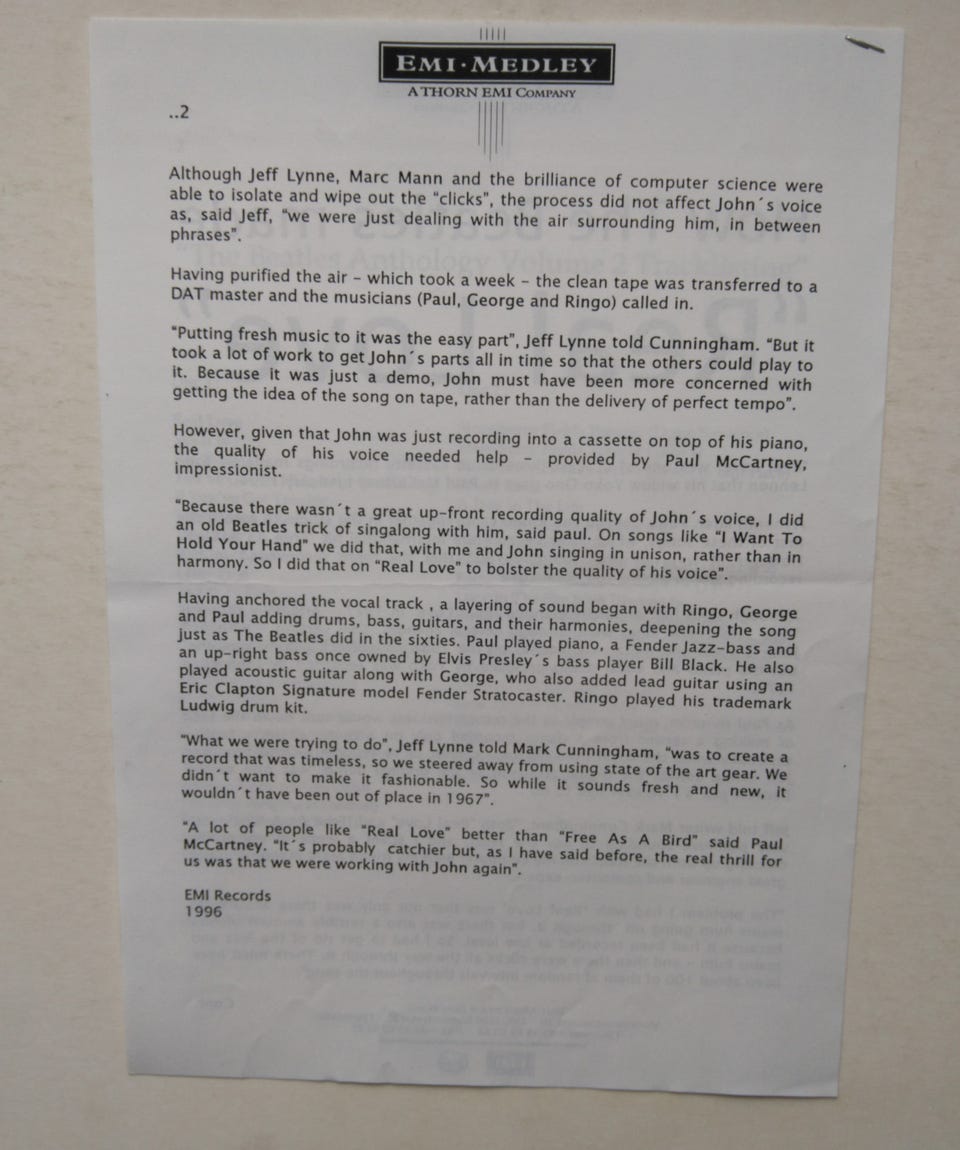 EMI·MEDLEY
A THORN EMI COMPANY
..2
Although Jeff Lynne, Marc Mann and the brilliance of computer science were
able to isolate and wipe out the "clicks", the process did not affect John´s voice
as, said Jeff, "we were just dealing with the air surrounding him, in between
phrases".
Having purified the air – which took a week – the clean tape was transferred to a
DAT master and the musicians (Paul, George and Ringo) called in.
"Putting fresh music to it was the easy part", Jeff Lynne told Cunningham. "But it
took a lot of work to get John´s parts all in time so that the others could play to
it. Because it was just a demo, John must have been more concerned with
getting the idea of the song on tape, rather than the delivery of perfect tempo".
However, given that John was just recording into a cassette on top of his piano,
the quality of his voice needed help – provided by Paul McCartney,
impressionist.
"Because there wasn´t a great up-front recording quality of John´s voice, I did
an old Beatles trick of singalong with him, said paul. On songs like "I Want To
Hold Your Hand" we did that, with me and John singing in unison, rather than in
harmony. So I did that on "Real Love" to bolster the quality of his voice".
Having anchored the vocal track , a layering of sound began with Ringo, George
and Paul adding drums, bass, guitars, and their harmonies, deepening the song
just as The Beatles did in the sixties. Paul played piano, a Fender Jazz-bass and
an up-right bass once owned by Elvis Presley´s bass player Bill Black. He also
played acoustic guitar along with George, who also added lead guitar using an
Eric Clapton Signature model Fender Stratocaster. Ringo played his trademark
Ludwig drum kit.
"What we were trying to do", Jeff Lynne told Mark Cunningham, "was to create a
record that was timeless, so we steered away from using state of the art gear. We
didn´t want to make it fashionable. So while it sounds fresh and new, it
wouldn´t have been out of place in 1967".
"A lot of people like "Real Love" better than "Free As A Bird" said Paul
McCartney. "It´s probably catchier but, as I have said before, the real thrill for
us was that we were working with John again".
EMI Records
1996